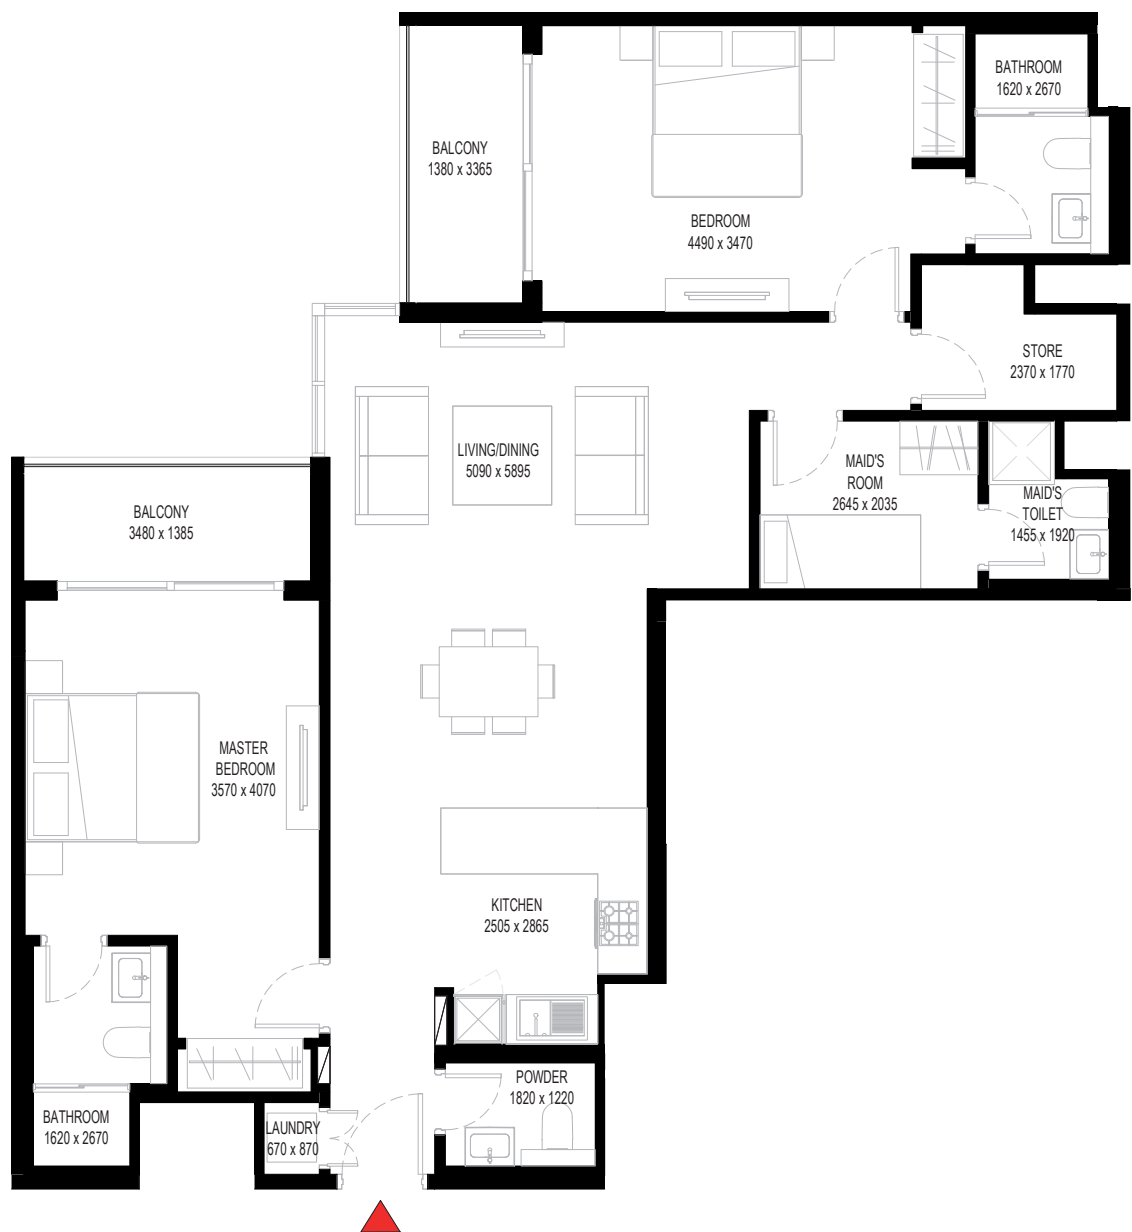 BATHROOM
1620 x 2670
BALCONY
1380 x 3365
BEDROOM
4490 x 3470
STORE
2370 x 1770
LIVING/DINING
5090 x 5895
MAID'S
ROOM
2645 x 2035
MAID'S
TOILET
1455 x 1920
BALCONY
3480 x 1385
MASTER
BEDROOM
3570 x 4070
KITCHEN
2505 x 2865
POWDER
1820 x 1220
BATHROOM
1620 x 2670
LAUNDRY
670 x 870